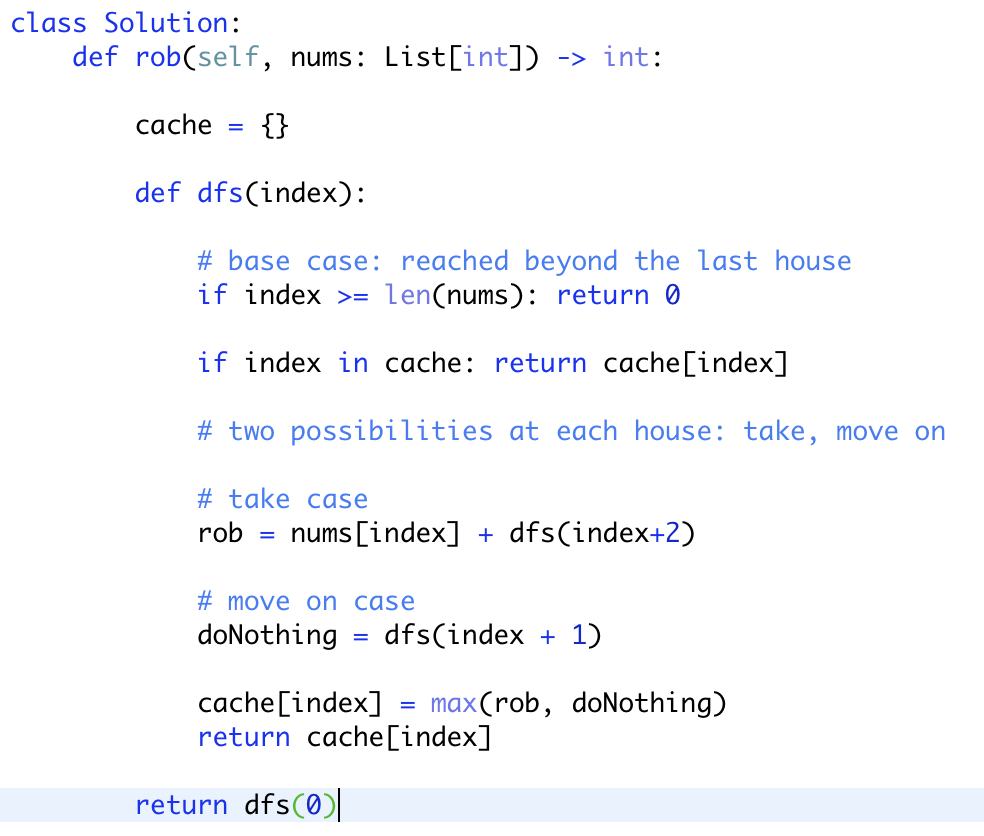 class Solution:
    def rob(self, nums: List[int]) -> int:
        cache = {}
        def dfs(index):
            # base case: reached beyond the last house
            if index >= len(nums): return 0
            if index in cache: return cache[index]
            # two possibilities at each house: take, move on
            # take case
            rob = nums[index] + dfs(index+2)
            # move on case
            doNothing = dfs(index + 1)
            cache[index] = max(rob, doNothing)
            return cache[index]
        return dfs(0)